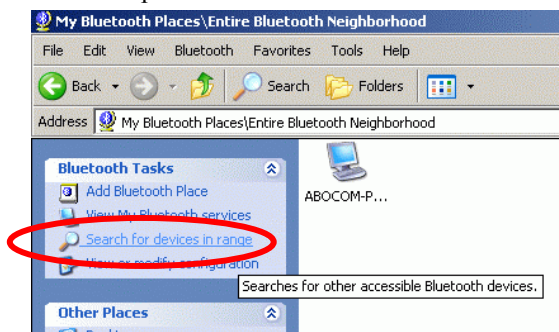 My Bluetooth Places\Entire Bluetooth Neighborhood
File Edit View Bluetooth Favorites Tools Help
Back Search Folders
Address My Bluetooth Places\Entire Bluetooth Neighborhood
Bluetooth Tasks
Add Bluetooth Place
ABOCOM-P...
View My Bluetooth services
Search for devices in range
View or modify configuration
Searches for other accessible Bluetooth devices.
Other Places